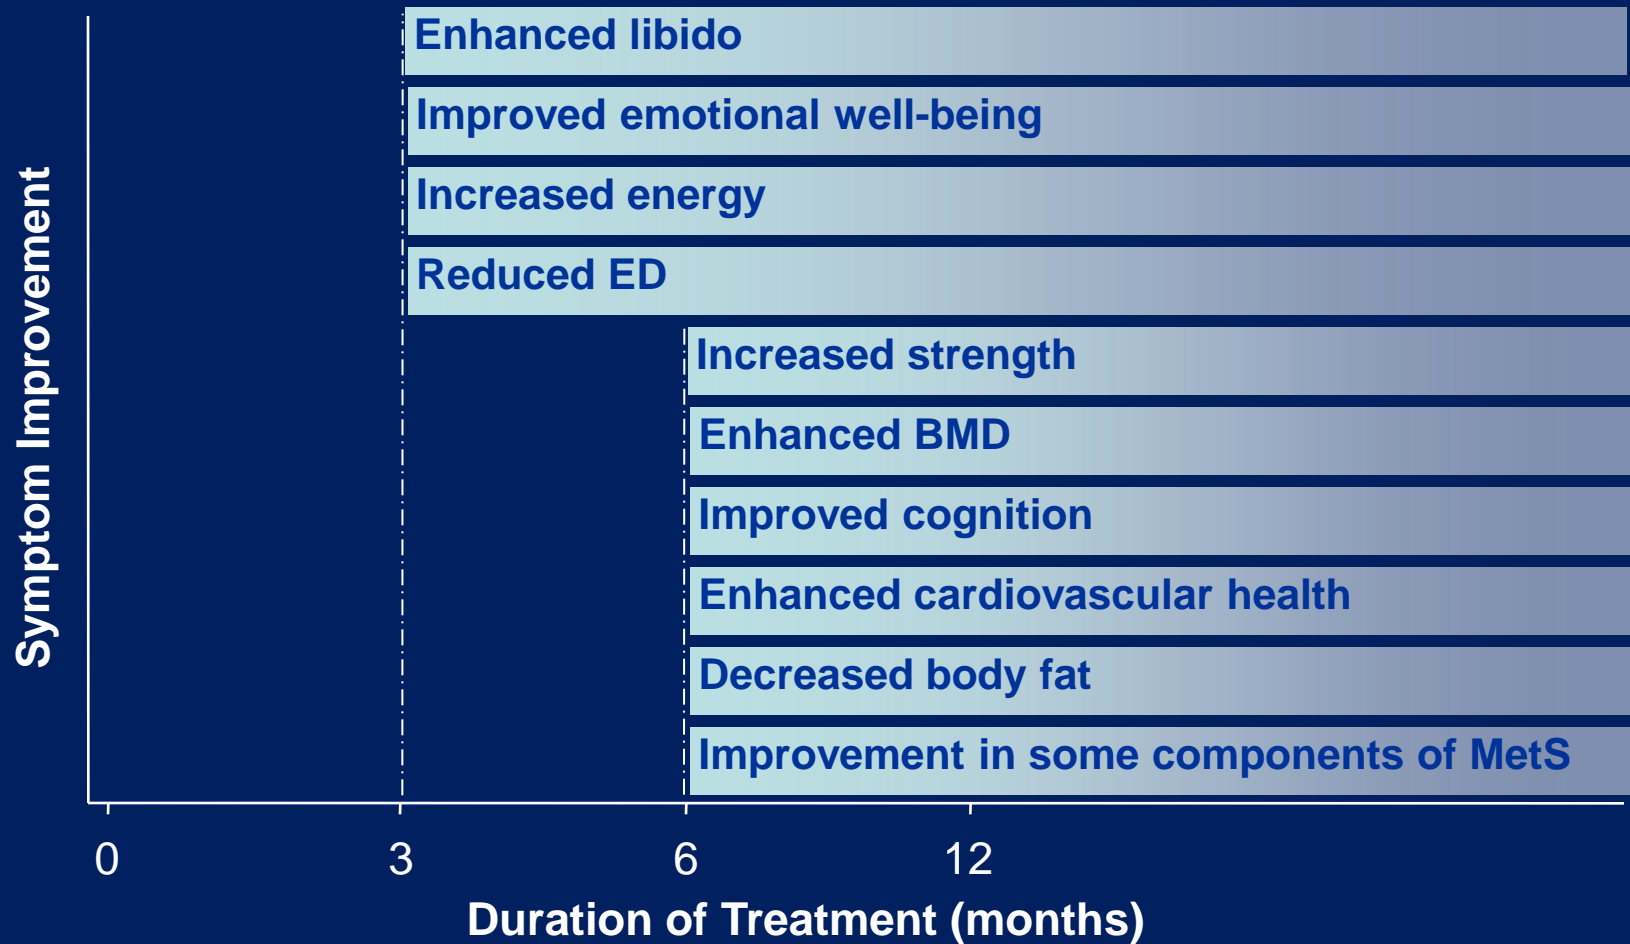 Enhanced libido
Improved emotional well-being
Increased energy
Reduced ED
Increased strength
Enhanced BMD
Improved cognition
Enhanced cardiovascular health
Decreased body fat
Improvement in some components of MetS
Symptom Improvement
0 3 6 12
Duration of Treatment (months)